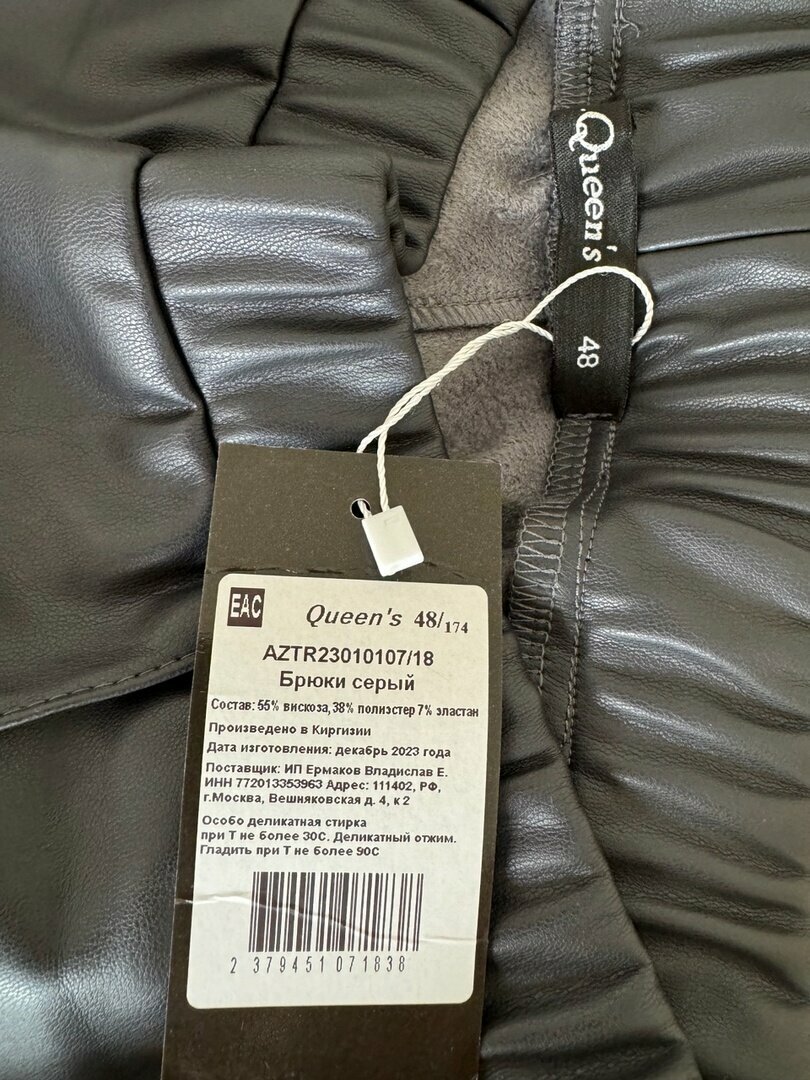 Queen's
48
EAC
Queen's 48/174
AZTR23010107/18
Брюки серый
Состав: 55% вискоза, 38% полиэстер 7% эластан
Произведено в Киргизии
Дата изготовления: декабрь 2023 года
Поставщик: ИП Ермаков Владислав Е.
ИНН 772013353963 Адрес: 111402, РФ,
г.Москва, Вешняковская д. 4, к 2
Особо деликатная стирка
при Т не более 30С. Деликатный отжим.
Гладить при Т не более 90С
2 379451 071838